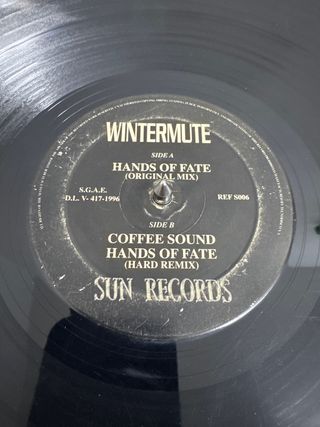 WINTERMUTE
SIDE A
HANDS OF FATE
(ORIGINAL MIX)
S.G.A.E.
D.L. V- 417-1996
REF S006
SIDE B
COFFEE SOUND
HANDS OF FATE
(HARD REMIX)
SUN RECORDS